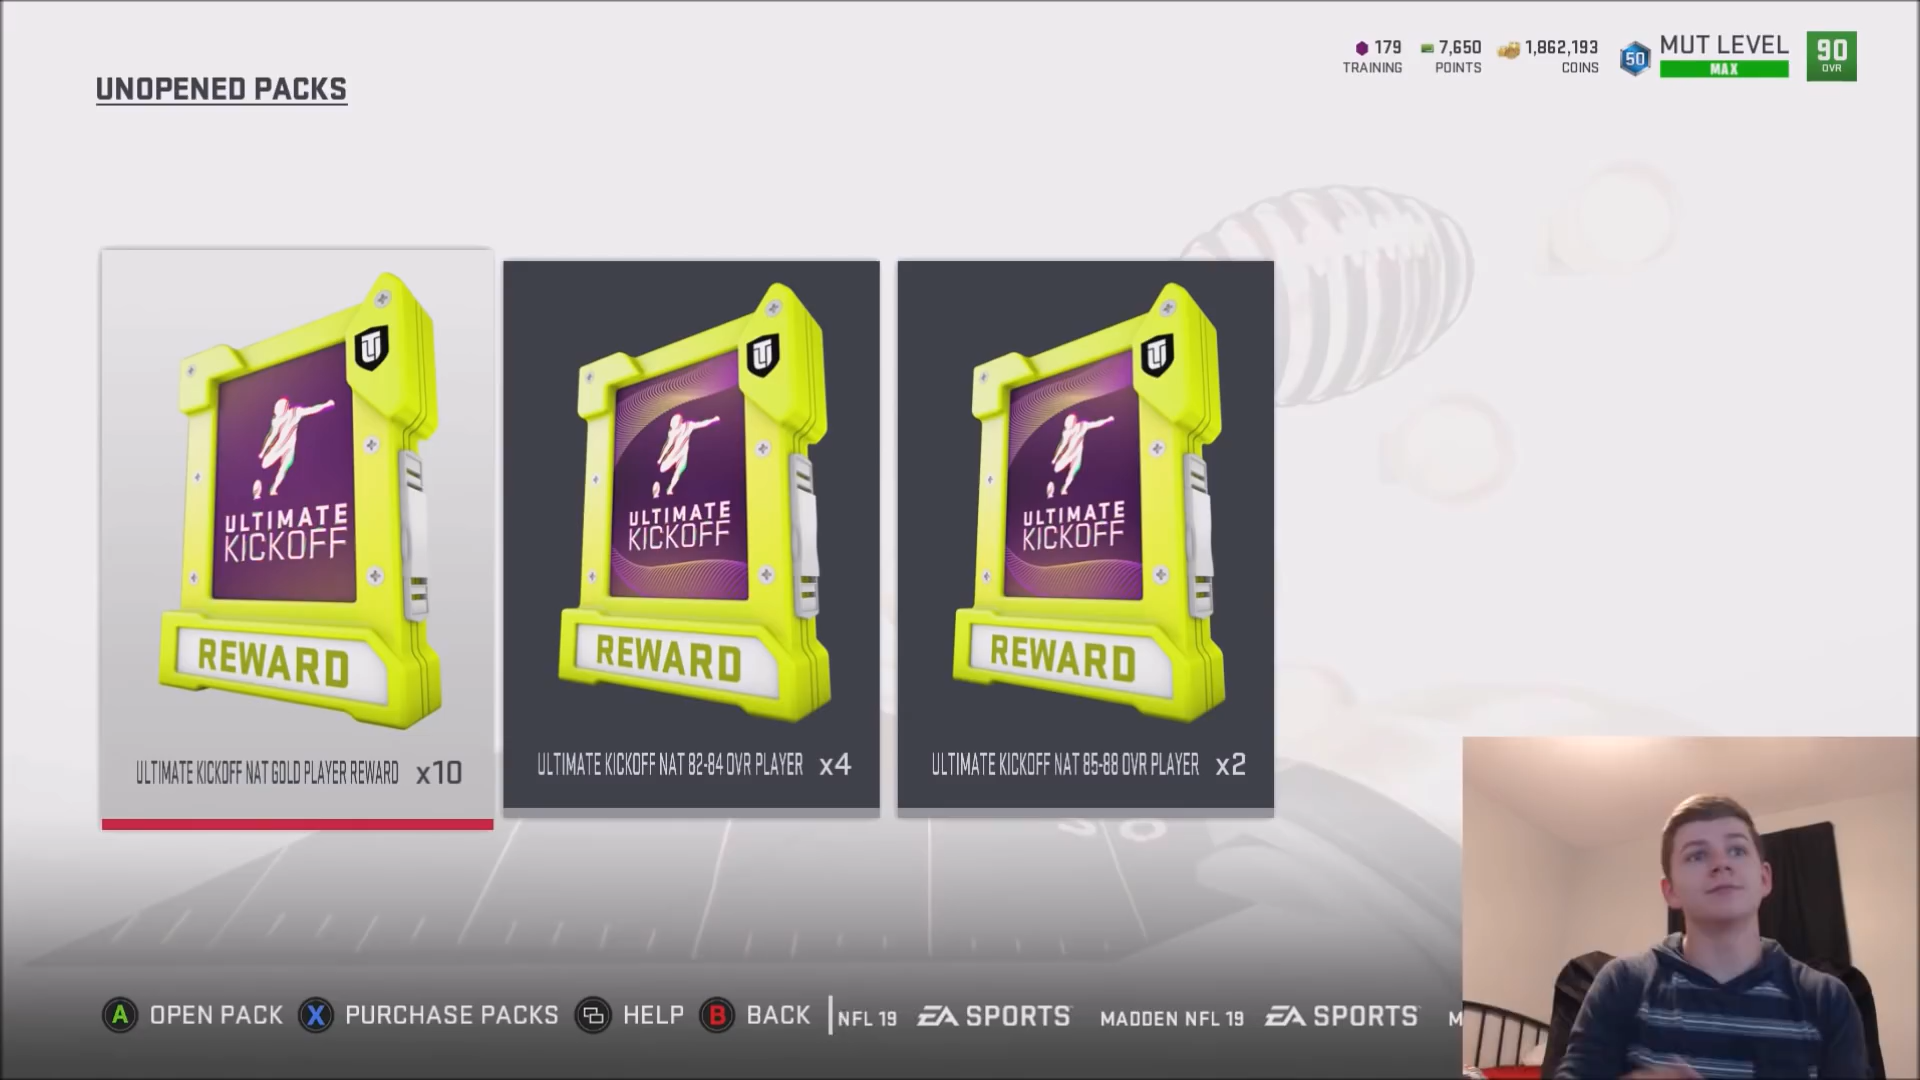 UNOPENED PACKS
179 TRAINING
7,650 POINTS
1,862,193 COINS
50
MUT LEVEL
MAX
90
OVR
ULTIMATE
KICKOFF
REWARD
ULTIMATE KICKOFF NAT GOLD PLAYER REWARD x10
ULTIMATE
KICKOFF
REWARD
ULTIMATE KICKOFF NAT 82-84 OVR PLAYER x4
ULTIMATE
KICKOFF
REWARD
ULTIMATE KICKOFF NAT 85-88 OVR PLAYER x2
A OPEN PACK X PURCHASE PACKS HELP B BACK NFL 19 EA SPORTS MADDEN NFL 19 EA SPORTS M